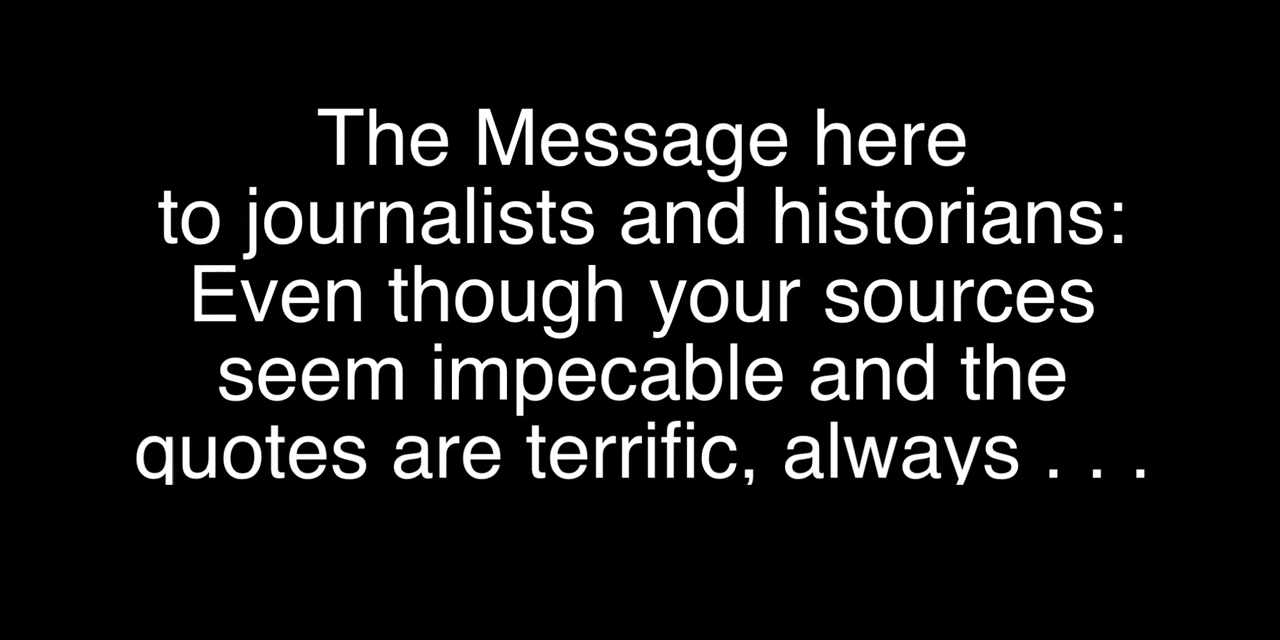 The Message here
to journalists and historians:
Even though your sources
seem impecable and the
quotes are terrific, always . . .